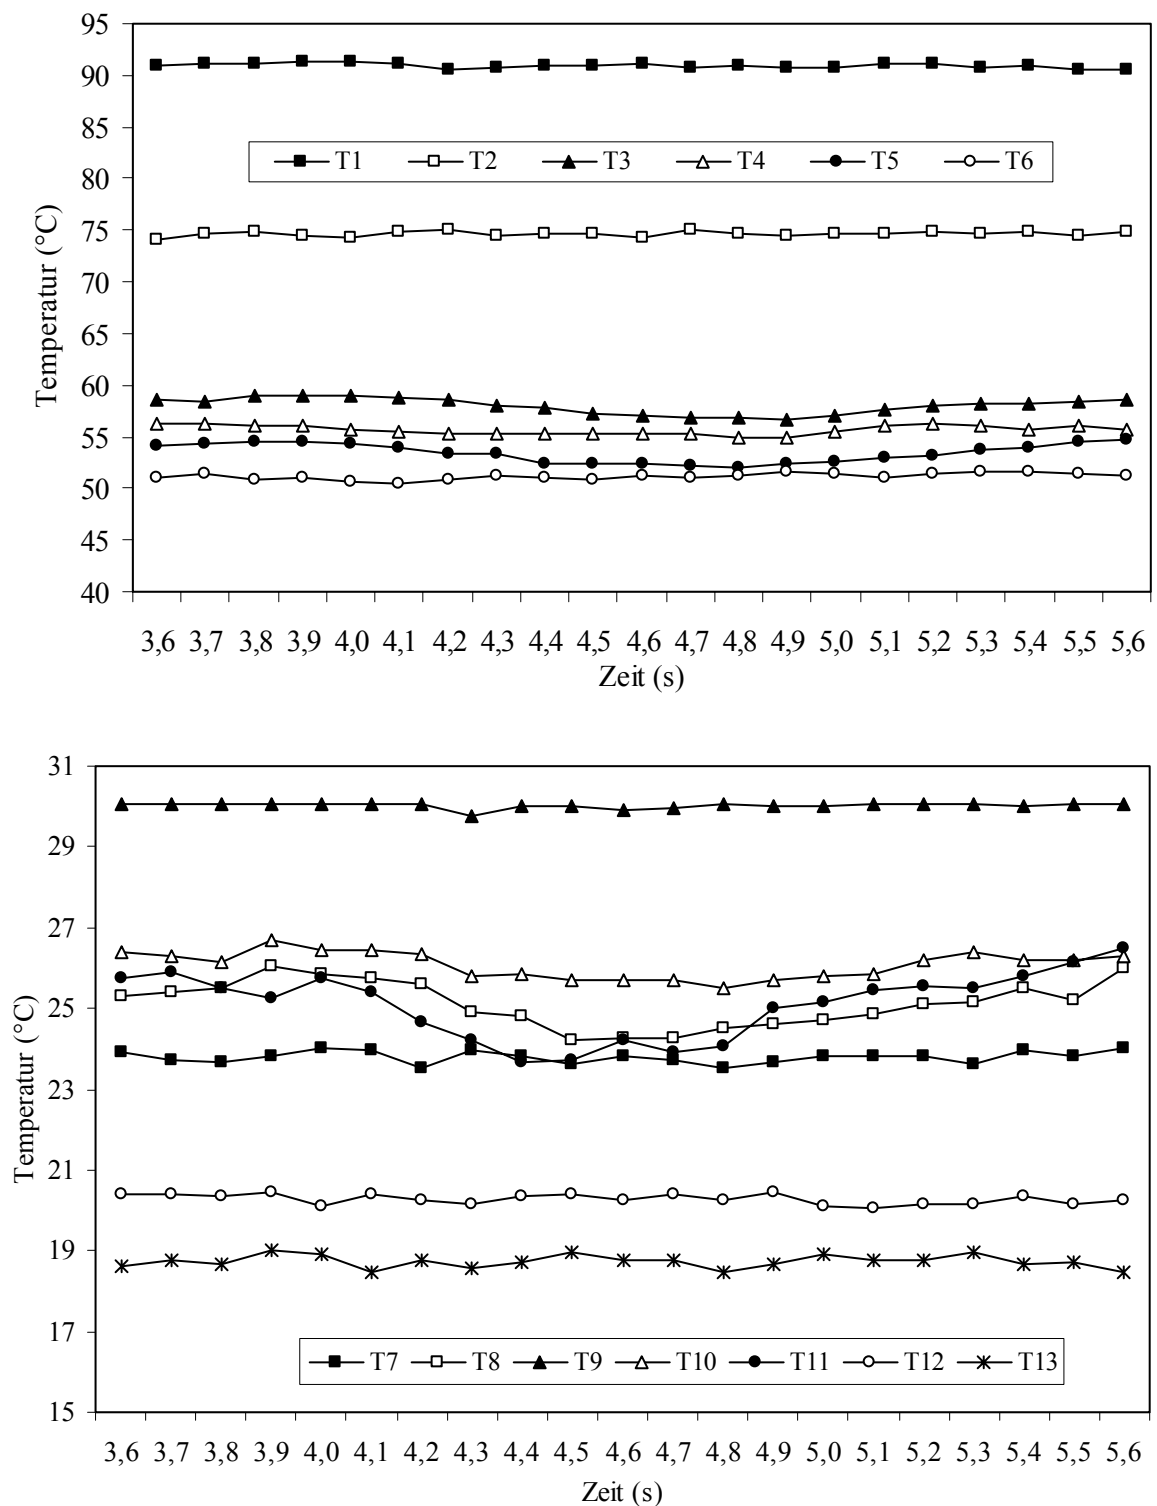 95
90
85
80
75
70
65
60
55
50
45
40
Temperatur (°C)
T1 T2 T3 T4 T5 T6
3,6 3,7 3,8 3,9 4,0 4,1 4,2 4,3 4,4 4,5 4,6 4,7 4,8 4,9 5,0 5,1 5,2 5,3 5,4 5,5 5,6
Zeit (s)
31
29
27
25
23
21
19
17
15
Temperatur (°C)
T7 T8 T9 T10 T11 T12 T13
3,6 3,7 3,8 3,9 4,0 4,1 4,2 4,3 4,4 4,5 4,6 4,7 4,8 4,9 5,0 5,1 5,2 5,3 5,4 5,5 5,6
Zeit (s)